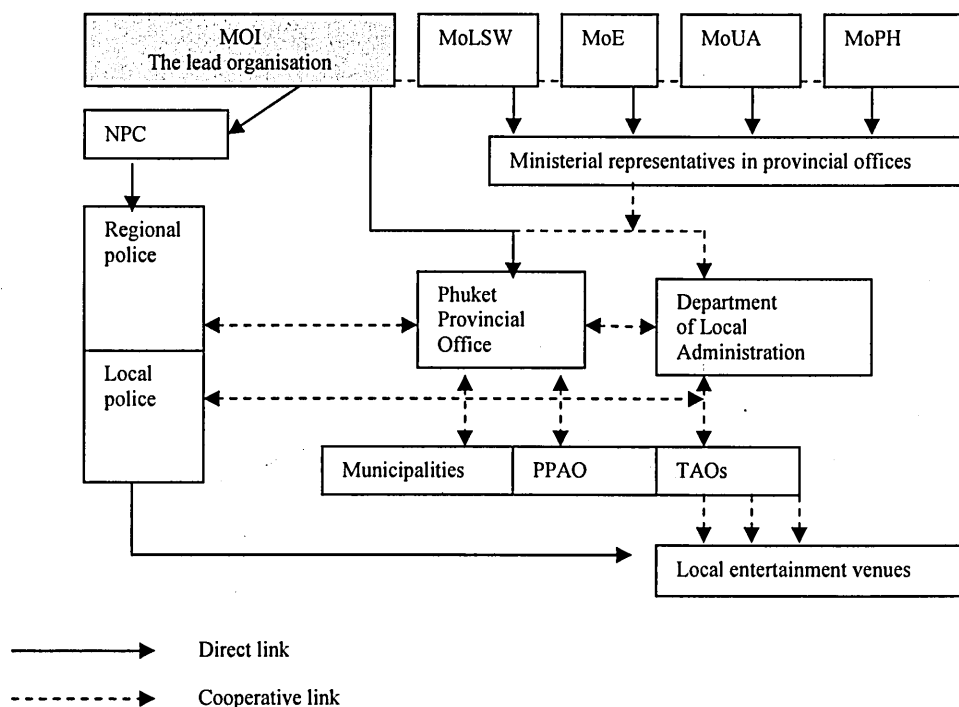 MOI
The lead organisation
MoLSW
MoE
MoUA
MoPH
NPC
Ministerial representatives in provincial offices
Regional
police
Phuket
Provincial
Office
Department
of Local
Administration
Local
police
Municipalities
PPAO
TAOs
Local entertainment venues
Direct link
Cooperative link